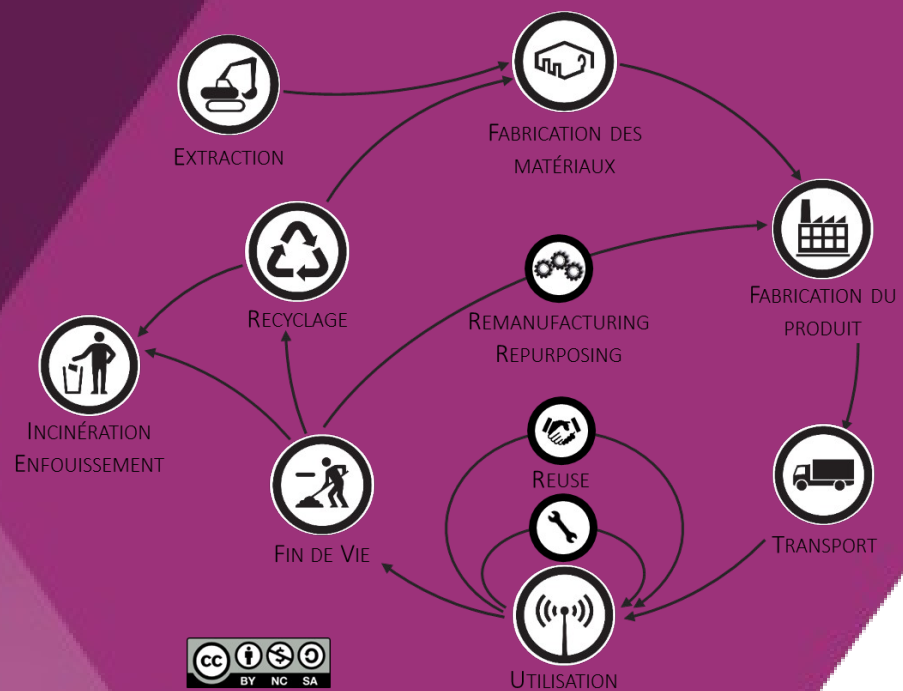 EXTRACTION
FABRICATION DES
MATÉRIAUX
RECYCLAGE
REMANUFACTURING
REPURPOSING
FABRICATION DU
PRODUIT
INCINÉRATION
ENFOUISSEMENT
REUSE
FIN DE VIE
TRANSPORT
UTILISATION
cc
BY NC SA